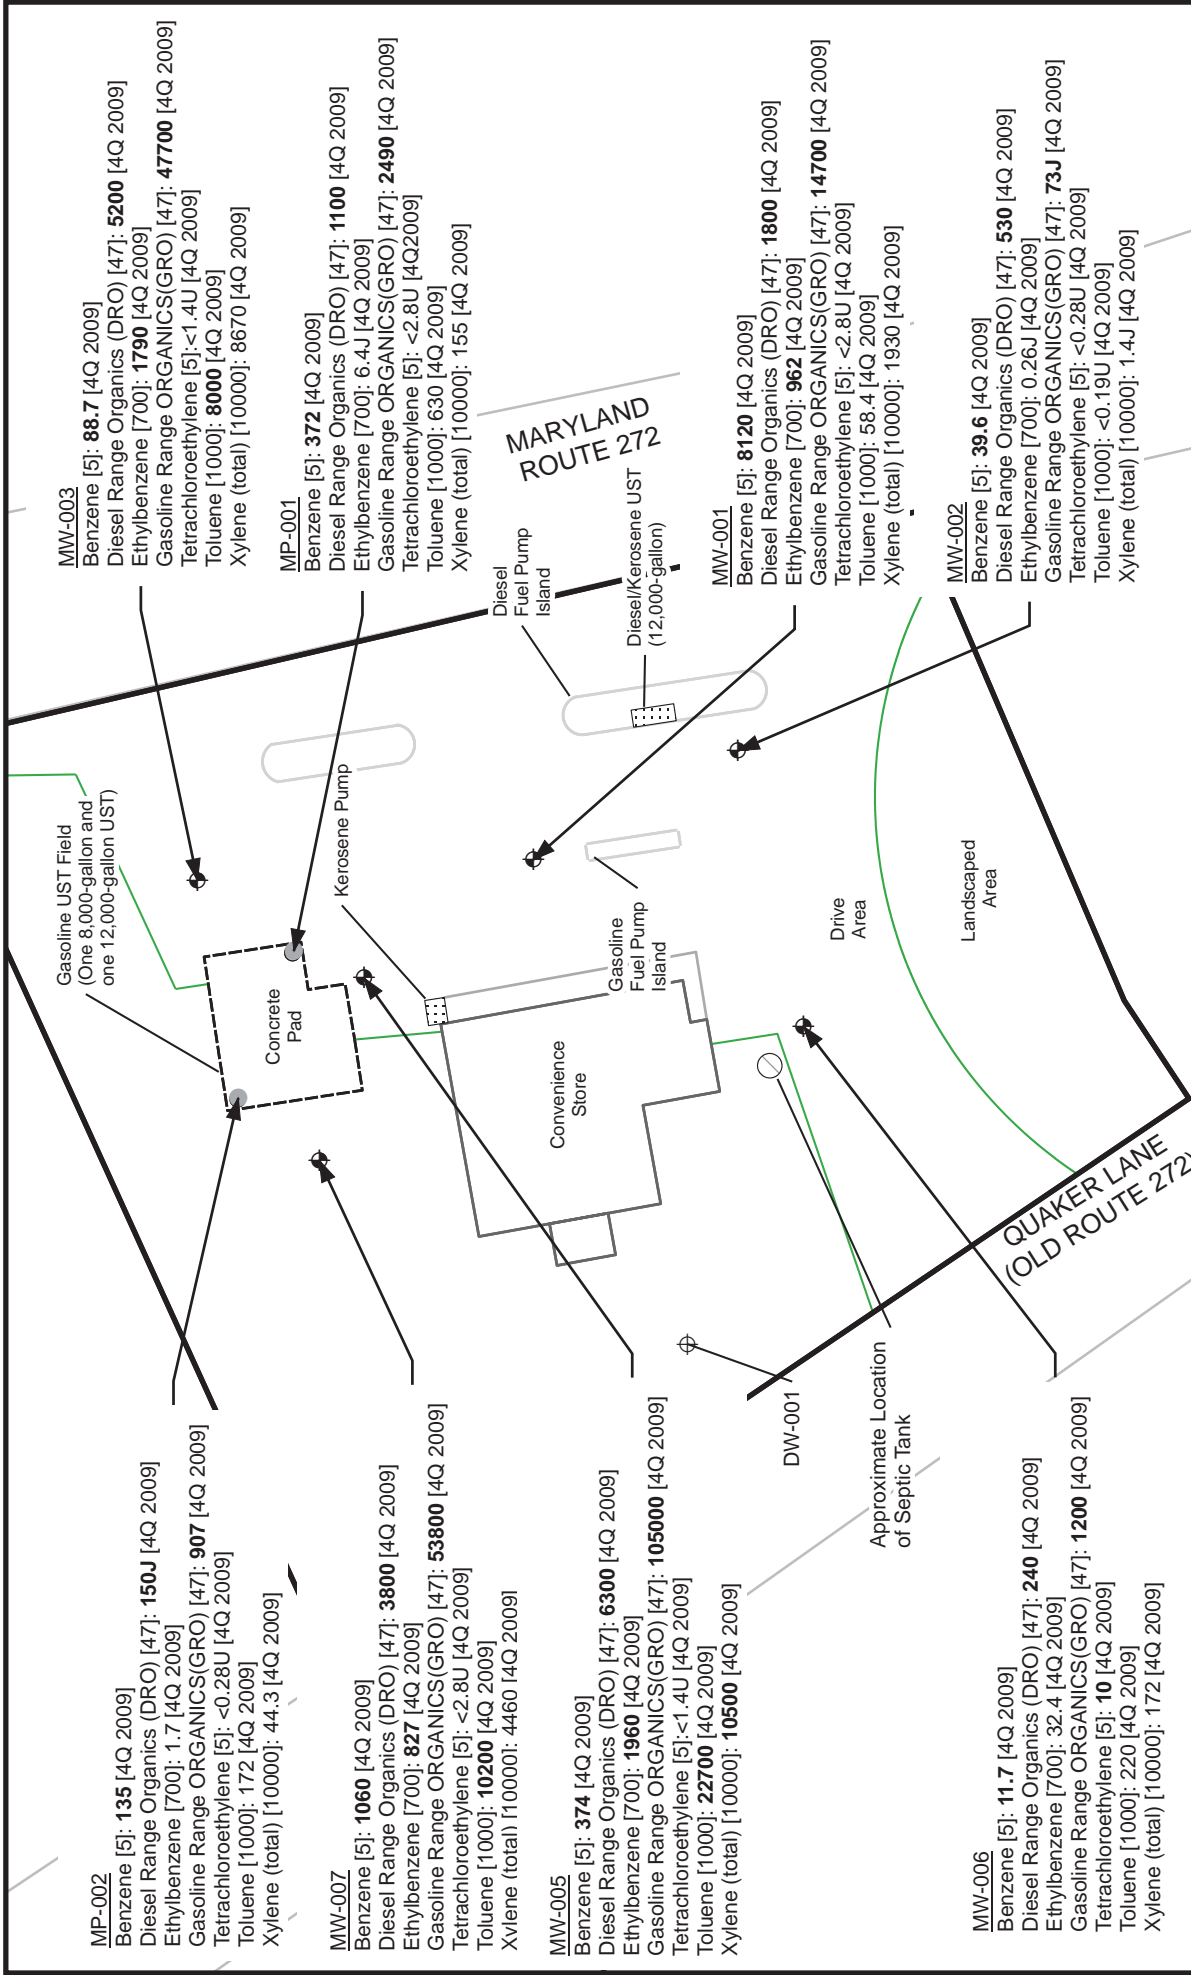 MP-002
Benzene [5]: 135 [4Q 2009]
Diesel Range Organics (DRO) [47]: 150J [4Q 2009]
Ethylbenzene [700]: 1.7 [4Q 2009]
Gasoline Range ORGANICS(GRO) [47]: 907 [4Q 2009]
Tetrachloroethylene [5]: <0.28U [4Q 2009]
Toluene [1000]: 172 [4Q 2009]
Xylene (total) [10000]: 44.3 [4Q 2009]
MW-007
Benzene [5]: 1060 [4Q 2009]
Diesel Range Organics (DRO) [47]: 3800 [4Q 2009]
Ethylbenzene [700]: 827 [4Q 2009]
Gasoline Range ORGANICS(GRO) [47]: 53800 [4Q 2009]
Tetrachloroethylene [5]: <2.8U [4Q 2009]
Toluene [1000]: 10200 [4Q 2009]
Xylene (total) [10000]: 4460 [4Q 2009]
MW-005
Benzene [5]: 374 [4Q 2009]
Diesel Range Organics (DRO) [47]: 6300 [4Q 2009]
Ethylbenzene [700]: 1960 [4Q 2009]
Gasoline Range ORGANICS(GRO) [47]: 105000 [4Q 2009]
Tetrachloroethylene [5]:<1.4U [4Q 2009]
Toluene [1000]: 22700 [4Q 2009]
Xylene (total) [10000]: 10500 [4Q 2009]
MW-006
Benzene [5]: 11.7 [4Q 2009]
Diesel Range Organics (DRO) [47]: 240 [4Q 2009]
Ethylbenzene [700]: 32.4 [4Q 2009]
Gasoline Range ORGANICS(GRO) [47]: 1200 [4Q 2009]
Tetrachloroethylene [5]: 10 [4Q 2009]
Toluene [1000]: 220 [4Q 2009]
Xylene (total) [10000]: 172 [4Q 2009]
DW-001
Approximate Location
of Septic Tank
QUAKER LANE
(OLD ROUTE 272)
Gasoline UST Field
(One 8,000-gallon and
one 12,000-gallon UST)
Concrete
Pad
Kerosene Pump
Convenience
Store
Gasoline
Fuel Pump
Island
Drive
Area
Landscaped
Area
Diesel
Fuel Pump
Island
Diesel/Kerosene UST
(12,000-gallon)
MARYLAND
ROUTE 272
MW-003
Benzene [5]: 88.7 [4Q 2009]
Diesel Range Organics (DRO) [47]: 5200 [4Q 2009]
Ethylbenzene [700]: 1790 [4Q 2009]
Gasoline Range ORGANICS(GRO) [47]: 47700 [4Q 2009]
Tetrachloroethylene [5]:<1.4U [4Q 2009]
Toluene [1000]: 8000 [4Q 2009]
Xylene (total) [10000]: 8670 [4Q 2009]
MP-001
Benzene [5]: 372 [4Q 2009]
Diesel Range Organics (DRO) [47]: 1100 [4Q 2009]
Ethylbenzene [700]: 6.4J [4Q 2009]
Gasoline Range ORGANICS(GRO) [47]: 2490 [4Q 2009]
Tetrachloroethylene [5]: <2.8U [4Q2009]
Toluene [1000]: 630 [4Q 2009]
Xylene (total) [10000]: 155 [4Q 2009]
MW-001
Benzene [5]: 8120 [4Q 2009]
Diesel Range Organics (DRO) [47]: 1800 [4Q 2009]
Ethylbenzene [700]: 962 [4Q 2009]
Gasoline Range ORGANICS(GRO) [47]: 14700 [4Q 2009]
Tetrachloroethylene [5]: <2.8U [4Q 2009]
Toluene [1000]: 58.4 [4Q 2009]
Xylene (total) [10000]: 1930 [4Q 2009]
MW-002
Benzene [5]: 39.6 [4Q 2009]
Diesel Range Organics (DRO) [47]: 530 [4Q 2009]
Ethylbenzene [700]: 0.26J [4Q 2009]
Gasoline Range ORGANICS(GRO) [47]: 73J [4Q 2009]
Tetrachloroethylene [5]: <0.28U [4Q 2009]
Toluene [1000]: <0.19U [4Q 2009]
Xylene (total) [10000]: 1.4J [4Q 2009]